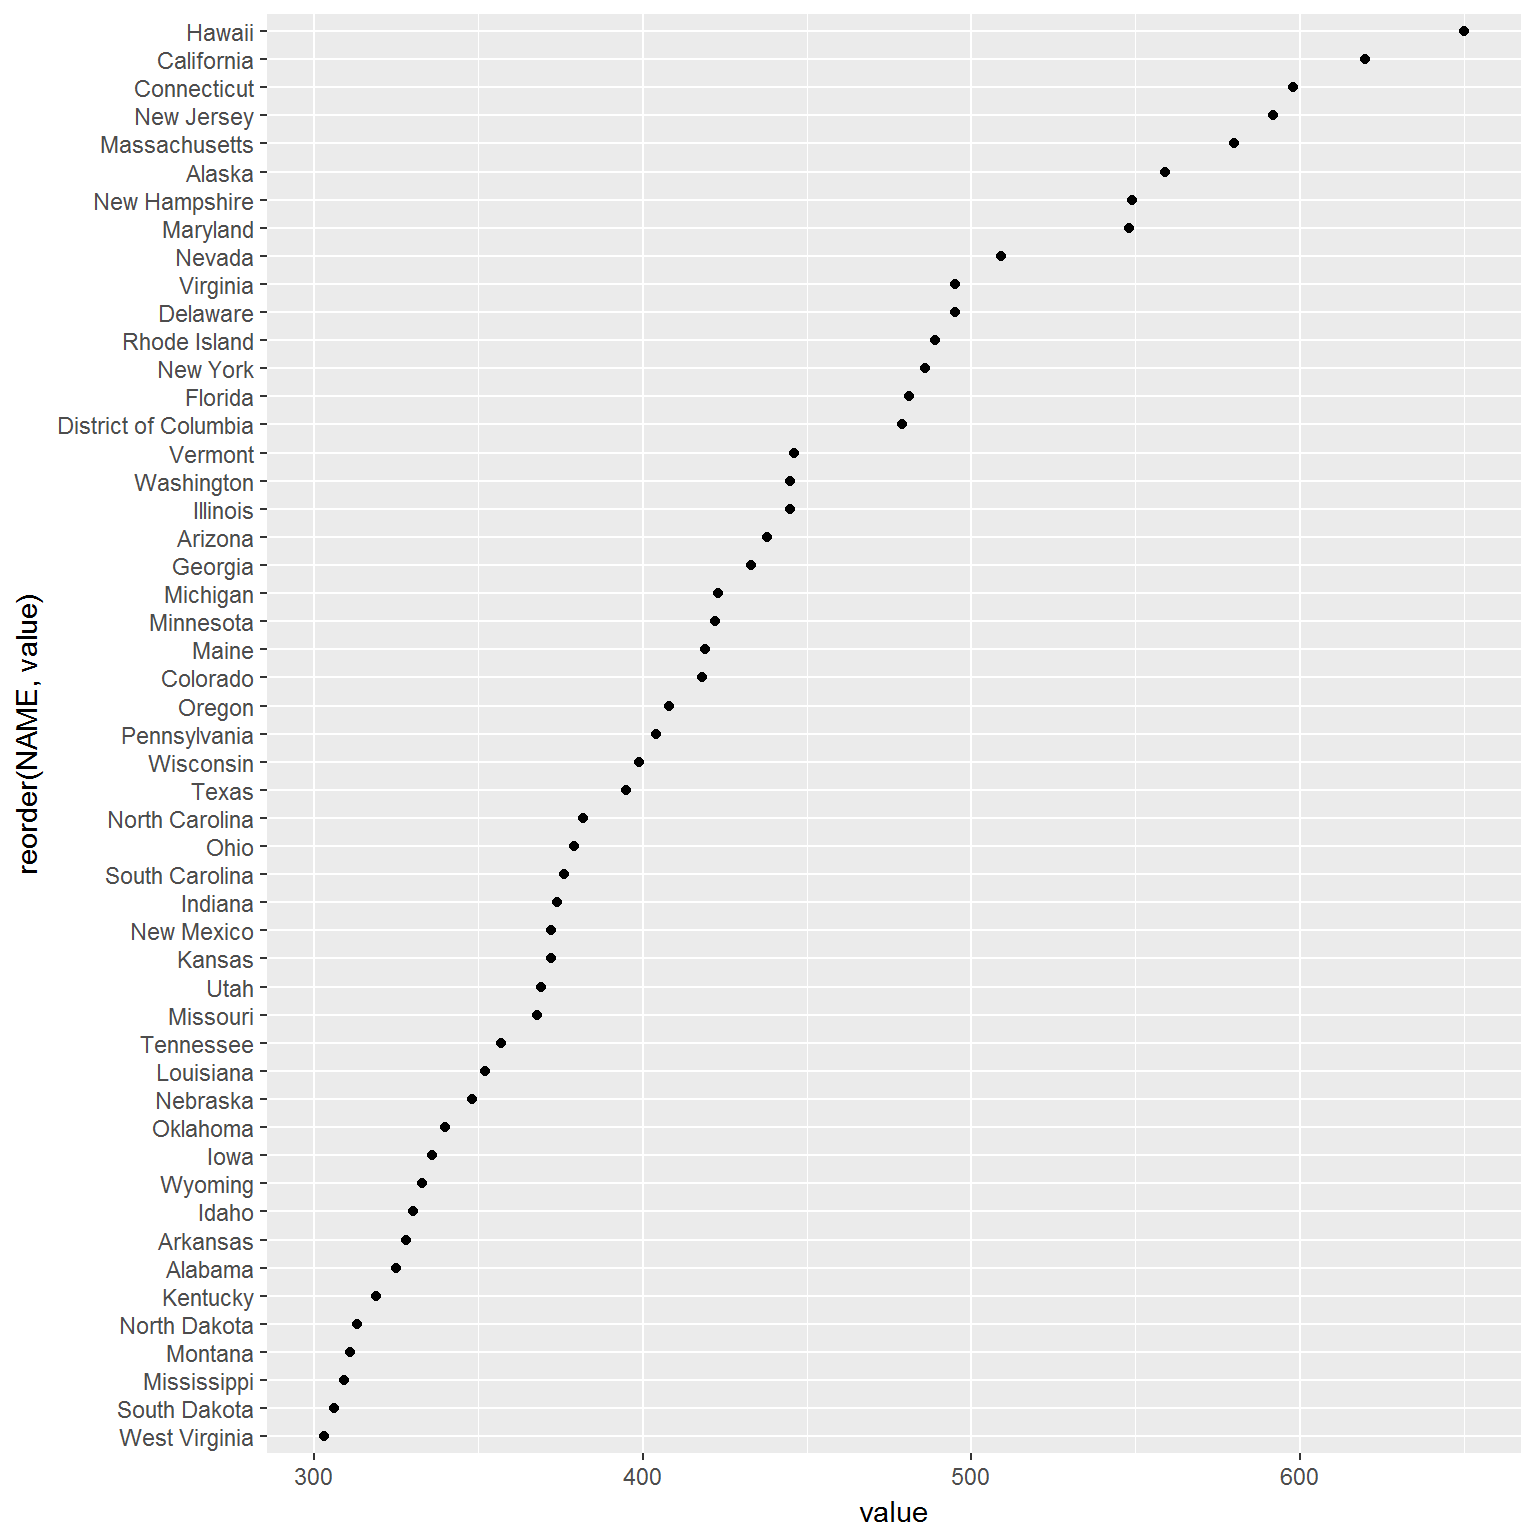 Hawaii
California
Connecticut
New Jersey
Massachusetts
Alaska
New Hampshire
Maryland
Nevada
Virginia
Delaware
Rhode Island
New York
Florida
District of Columbia
Vermont
Washington
Illinois
Arizona
Georgia
Michigan
Minnesota
Maine
Colorado
Oregon
Pennsylvania
Wisconsin
Texas
North Carolina
Ohio
South Carolina
Indiana
New Mexico
Kansas
Utah
Missouri
Tennessee
Louisiana
Nebraska
Oklahoma
Iowa
Wyoming
Idaho
Arkansas
Alabama
Kentucky
North Dakota
Montana
Mississippi
South Dakota
West Virginia
reorder(NAME, value)
300 400 500 600
value